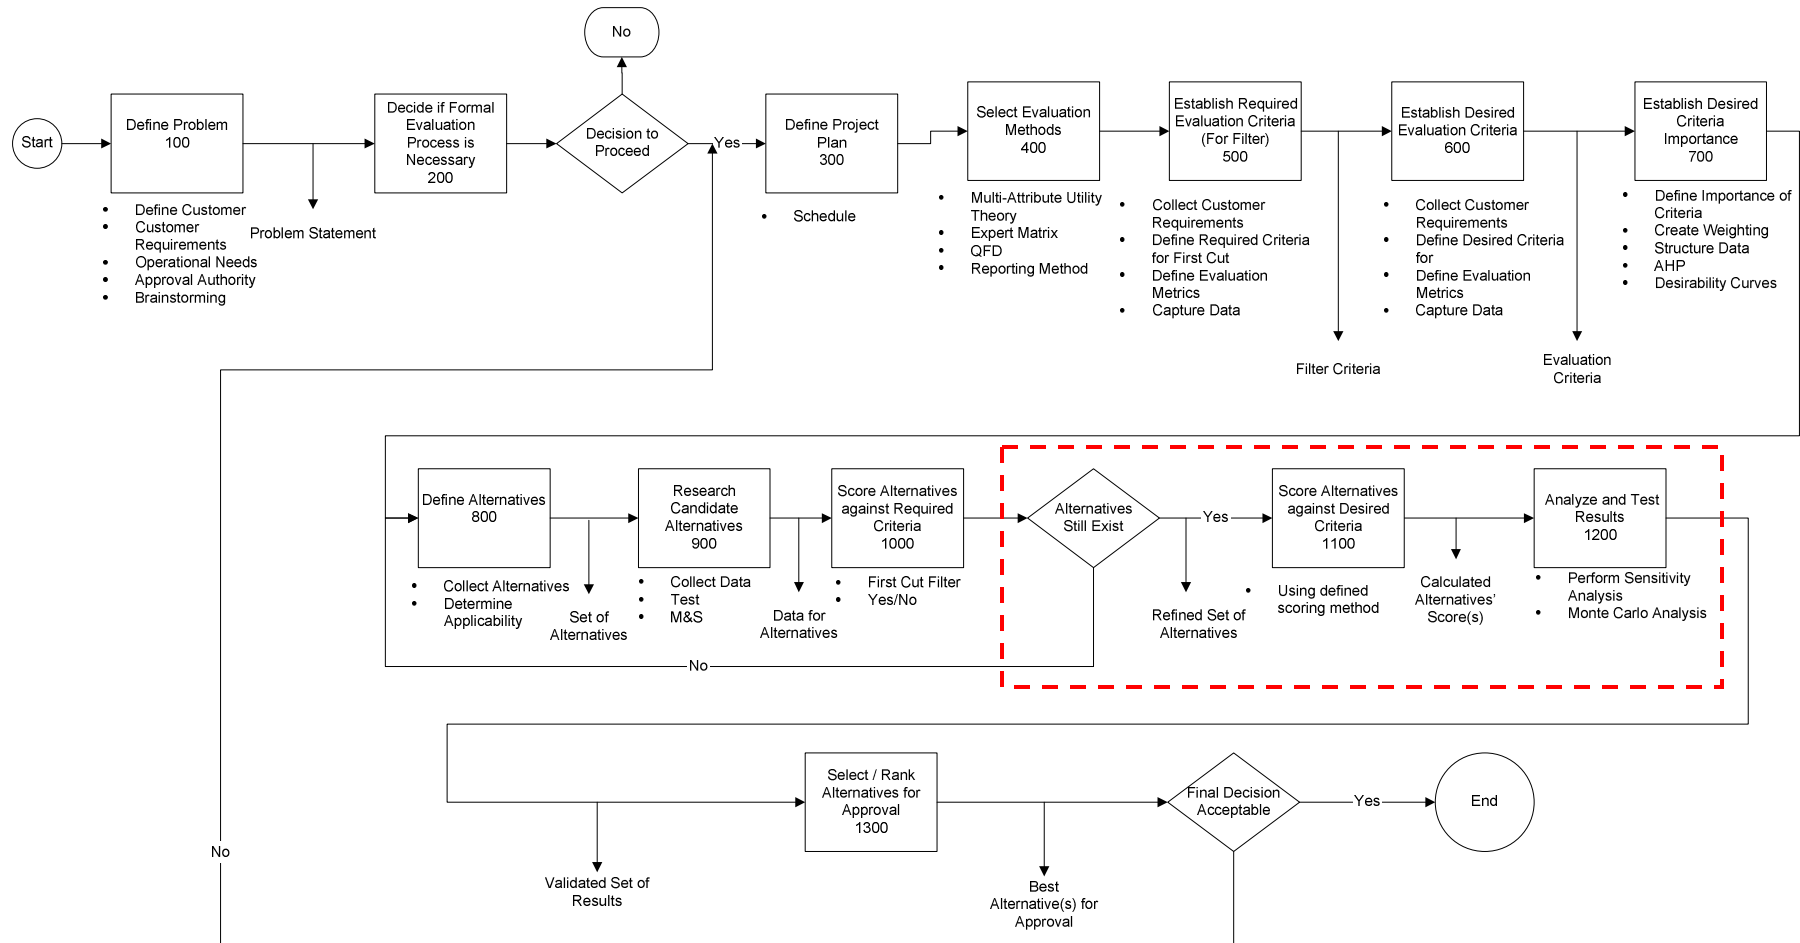 No
Start
Define Problem
100
• Define Customer
• Customer
Requirements
• Operational Needs
• Approval Authority
• Brainstorming
Problem Statement
Decide if Formal
Evaluation
Process is
Necessary
200
Decision to
Proceed
Yes
Define Project
Plan
300
• Schedule
Select Evaluation
Methods
400
• Multi-Attribute Utility
Theory
• Expert Matrix
• QFD
• Reporting Method
Establish Required
Evaluation Criteria
(For Filter)
500
• Collect Customer
Requirements
• Define Required Criteria
for First Cut
• Define Evaluation
Metrics
• Capture Data
Filter Criteria
Establish Desired
Evaluation Criteria
600
• Collect Customer
Requirements
• Define Desired Criteria
for
• Define Evaluation
Metrics
• Capture Data
Evaluation
Criteria
Establish Desired
Criteria
Importance
700
• Define Importance of
Criteria
• Create Weighting
• Structure Data
• AHP
• Desirability Curves
Define Alternatives
800
• Collect Alternatives
• Determine
Applicability
Set of
Alternatives
Research
Candidate
Alternatives
900
• Collect Data
• Test
• M&S
Data for
Alternatives
Score Alternatives
against Required
Criteria
1000
• First Cut Filter
• Yes/No
Alternatives
Still Exist
No
Yes
Refined Set of
Alternatives
Score Alternatives
against Desired
Criteria
1100
• Using defined
scoring method
Calculated
Alternatives’
Score(s)
Analyze and Test
Results
1200
• Perform Sensitivity
Analysis
• Monte Carlo Analysis
Validated Set of
Results
Select / Rank
Alternatives for
Approval
1300
Best
Alternative(s) for
Approval
Final Decision
Acceptable
Yes
End
No